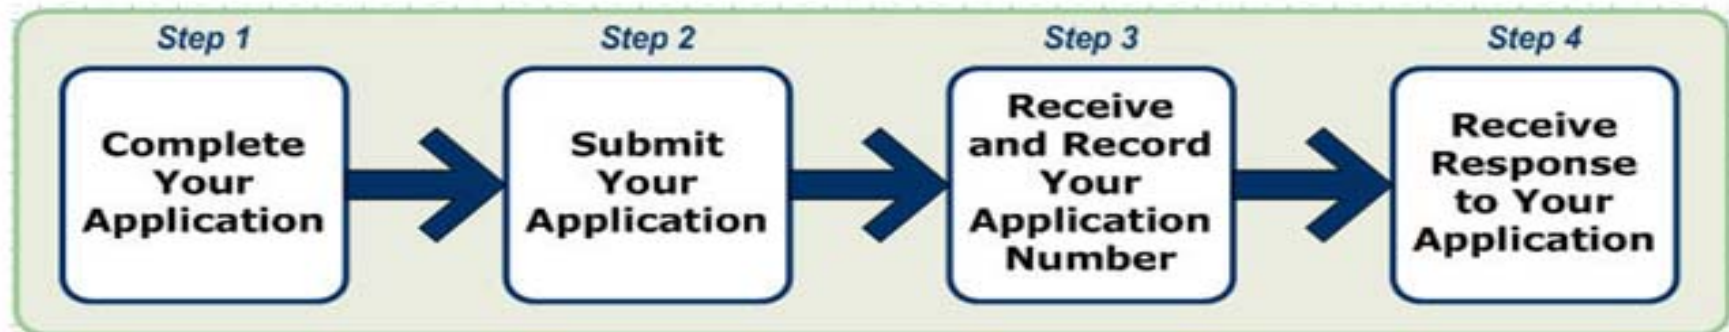 Step 1
Step 2
Step 3
Step 4
Complete
Your
Application
Submit
Your
Application
Receive
and Record
Your
Application
Number
Receive
Response
to Your
Application